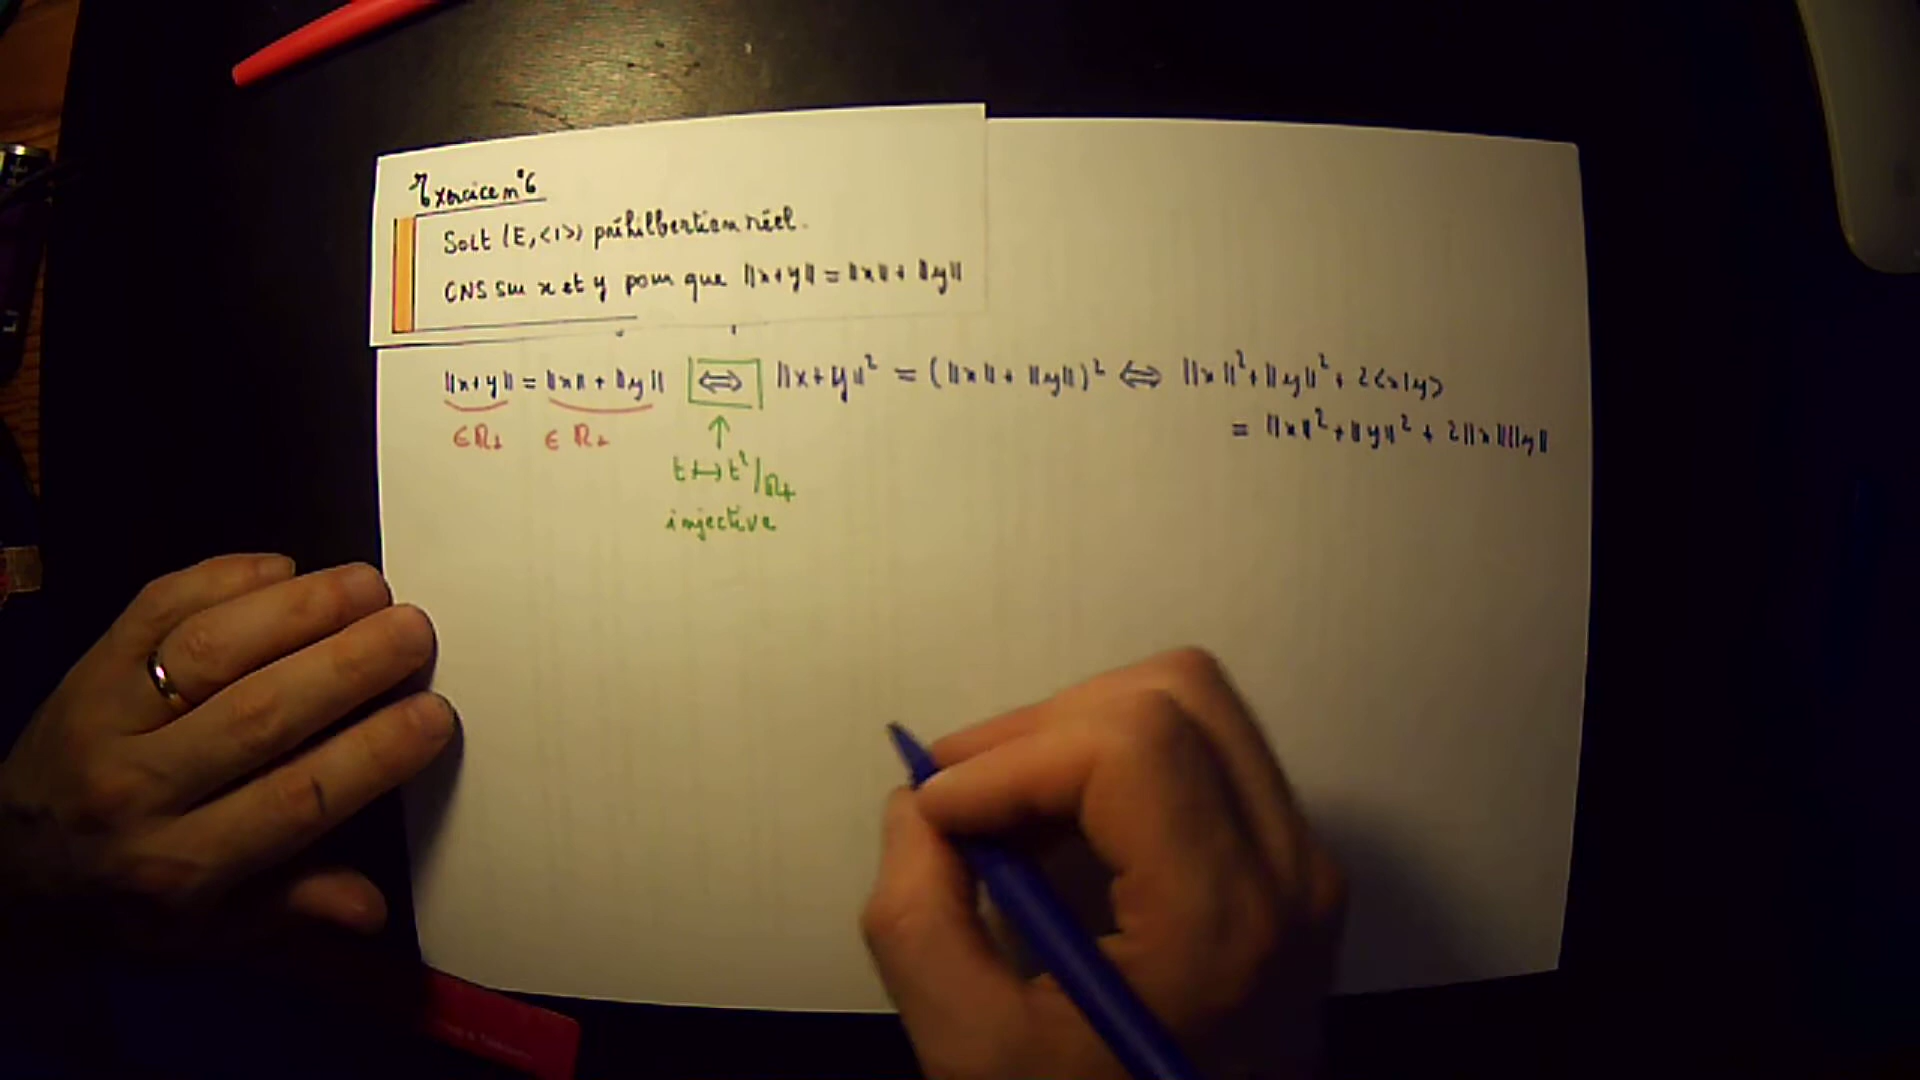 Exercice n°6
Soit (E,<|>) préhilbertien réel.
CNS sur x et y pour que ||x+y|| = ||x|| + ||y||
||x+y|| = ||x|| + ||y|| ⇔ ||x+y||² = (||x|| + ||y||)² ⇔ ||x||² + ||y||² + 2<x|y>
= ||x||² + ||y||² + 2||x||||y||
∈ℝ+ ∈ ℝ+
↑
t ↦ t²/ℝ+
injective